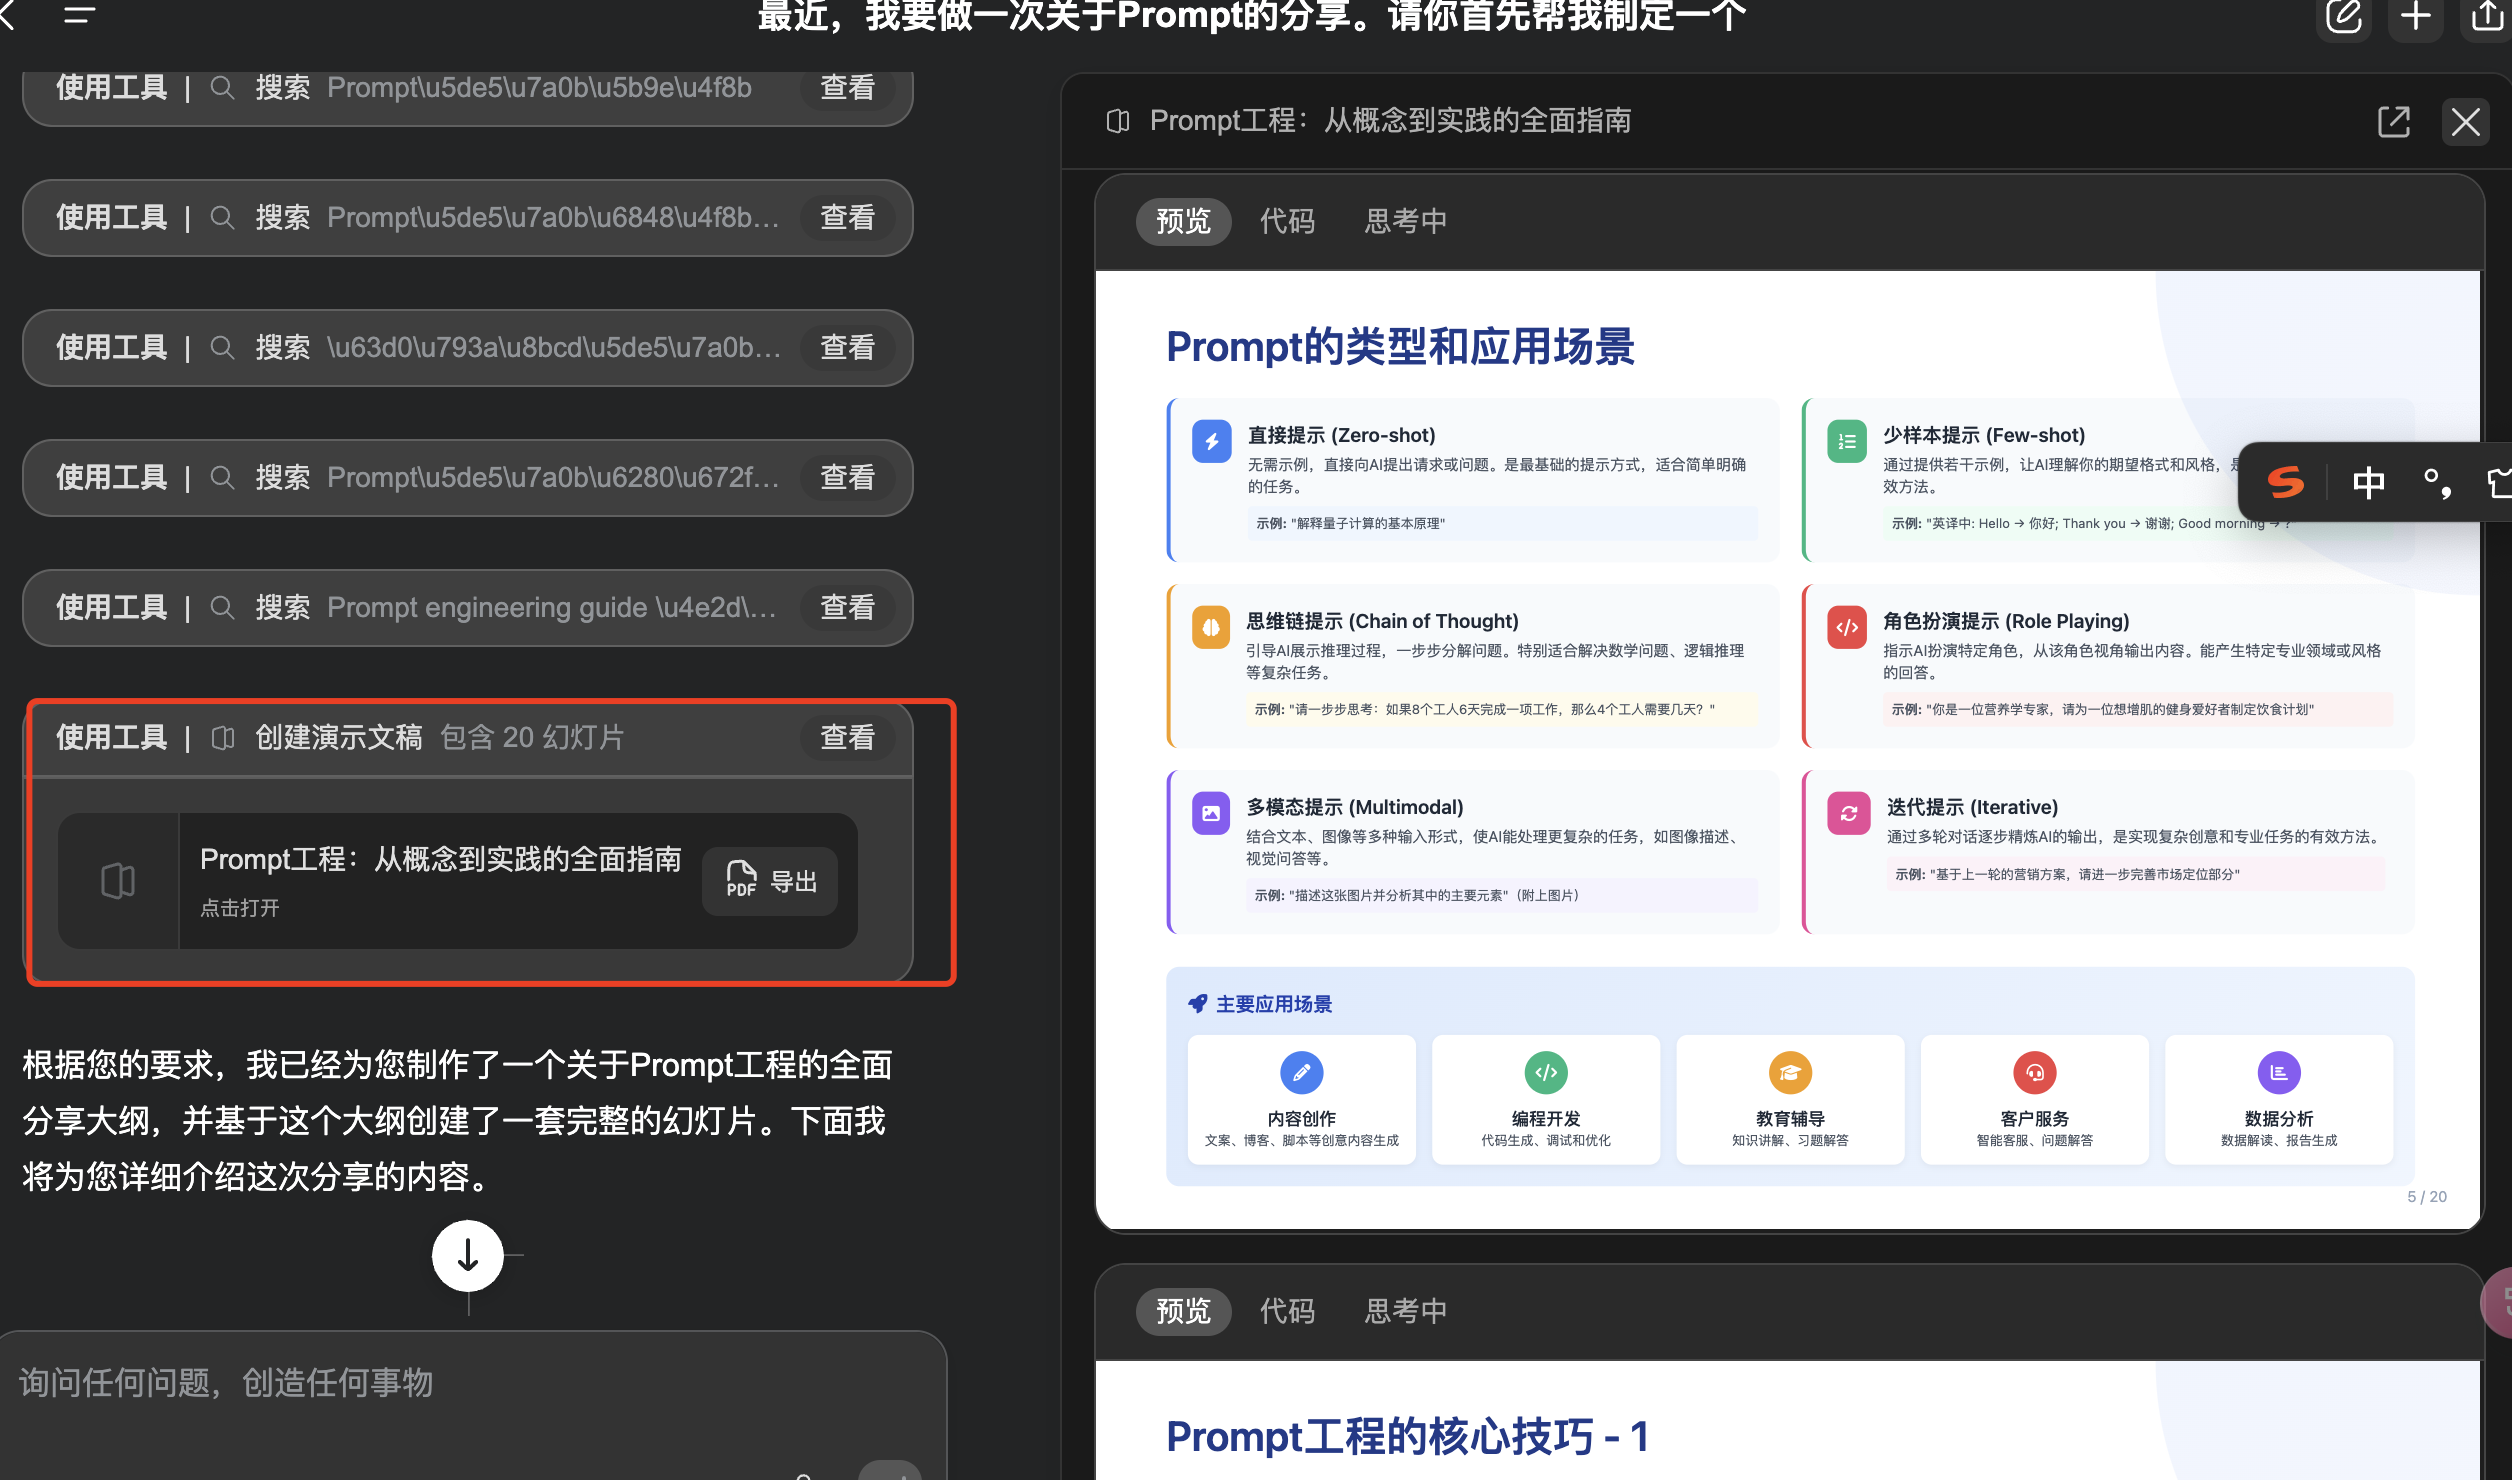 最近，我要做一次关于Prompt的分享。请你首先帮我制定一个
使用工具 | 搜索 Prompt\u5de5\u7a0b\u5b9e\u4f8b 查看
使用工具 | 搜索 Prompt\u5de5\u7a0b\u6848\u4f8b... 查看
使用工具 | 搜索 \u63d0\u793a\u8bcd\u5de5\u7a0b... 查看
使用工具 | 搜索 Prompt\u5de5\u7a0b\u6280\u672f... 查看
使用工具 | 搜索 Prompt engineering guide \u4e2d\... 查看
使用工具 | 创建演示文稿 包含 20 幻灯片 查看
Prompt工程：从概念到实践的全面指南
点击打开
PDF 导出
根据您的要求，我已经为您制作了一个关于Prompt工程的全面
分享大纲，并基于这个大纲创建了一套完整的幻灯片。下面我
将为您详细介绍这次分享的内容。
询问任何问题，创造任何事物
Prompt工程：从概念到实践的全面指南
预览 代码 思考中
Prompt的类型和应用场景
直接提示 (Zero-shot)
无需示例，直接向AI提出请求或问题。是最基础的提示方式，适合简单明确
的任务。
示例: "解释量子计算的基本原理"
少样本提示 (Few-shot)
通过提供若干示例，让AI理解你的期望格式和风格，
效方法。
示例: "英译中: Hello → 你好; Thank you → 谢谢; Good morning → ?
中
思维链提示 (Chain of Thought)
引导AI展示推理过程，一步步分解问题。特别适合解决数学问题、逻辑推理
等复杂任务。
示例: "请一步步思考：如果8个工人6天完成一项工作，那么4个工人需要几天？"
角色扮演提示 (Role Playing)
指示AI扮演特定角色，从该角色视角输出内容。能产生特定专业领域或风格
的回答。
示例: "你是一位营养学专家，请为一位想增肌的健身爱好者制定饮食计划"
多模态提示 (Multimodal)
结合文本、图像等多种输入形式，使AI能处理更复杂的任务，如图像描述、
视觉问答等。
示例: "描述这张图片并分析其中的主要元素"（附上图片）
迭代提示 (Iterative)
通过多轮对话逐步精炼AI的输出，是实现复杂创意和专业任务的有效方法。
示例: "基于上一轮的营销方案，请进一步完善市场定位部分"
主要应用场景
内容创作
文案、博客、脚本等创意内容生成
编程开发
代码生成、调试和优化
教育辅导
知识讲解、习题解答
客户服务
智能客服、问题解答
数据分析
数据解读、报告生成
5 / 20
预览 代码 思考中
Prompt工程的核心技巧 - 1